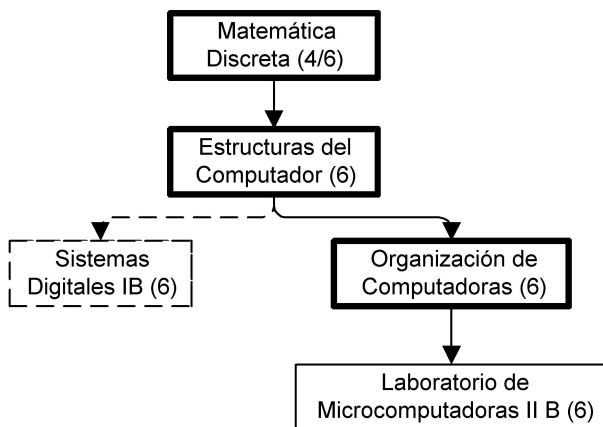 Matemática
Discreta (4/6)
Estructuras del
Computador (6)
Sistemas
Digitales IB (6)
Organización de
Computadoras (6)
Laboratorio de
Microcomputadoras II B (6)